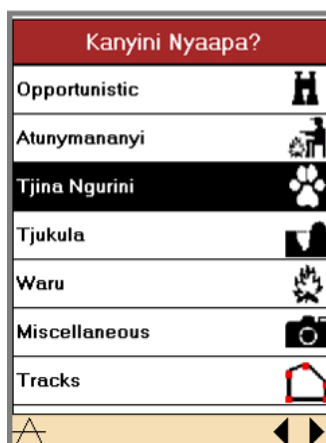 Kanyini Nyaapa?
Opportunistic
Atunymananyi
Tjina Ngurini
Tjukula
Waru
Miscellaneous
Tracks